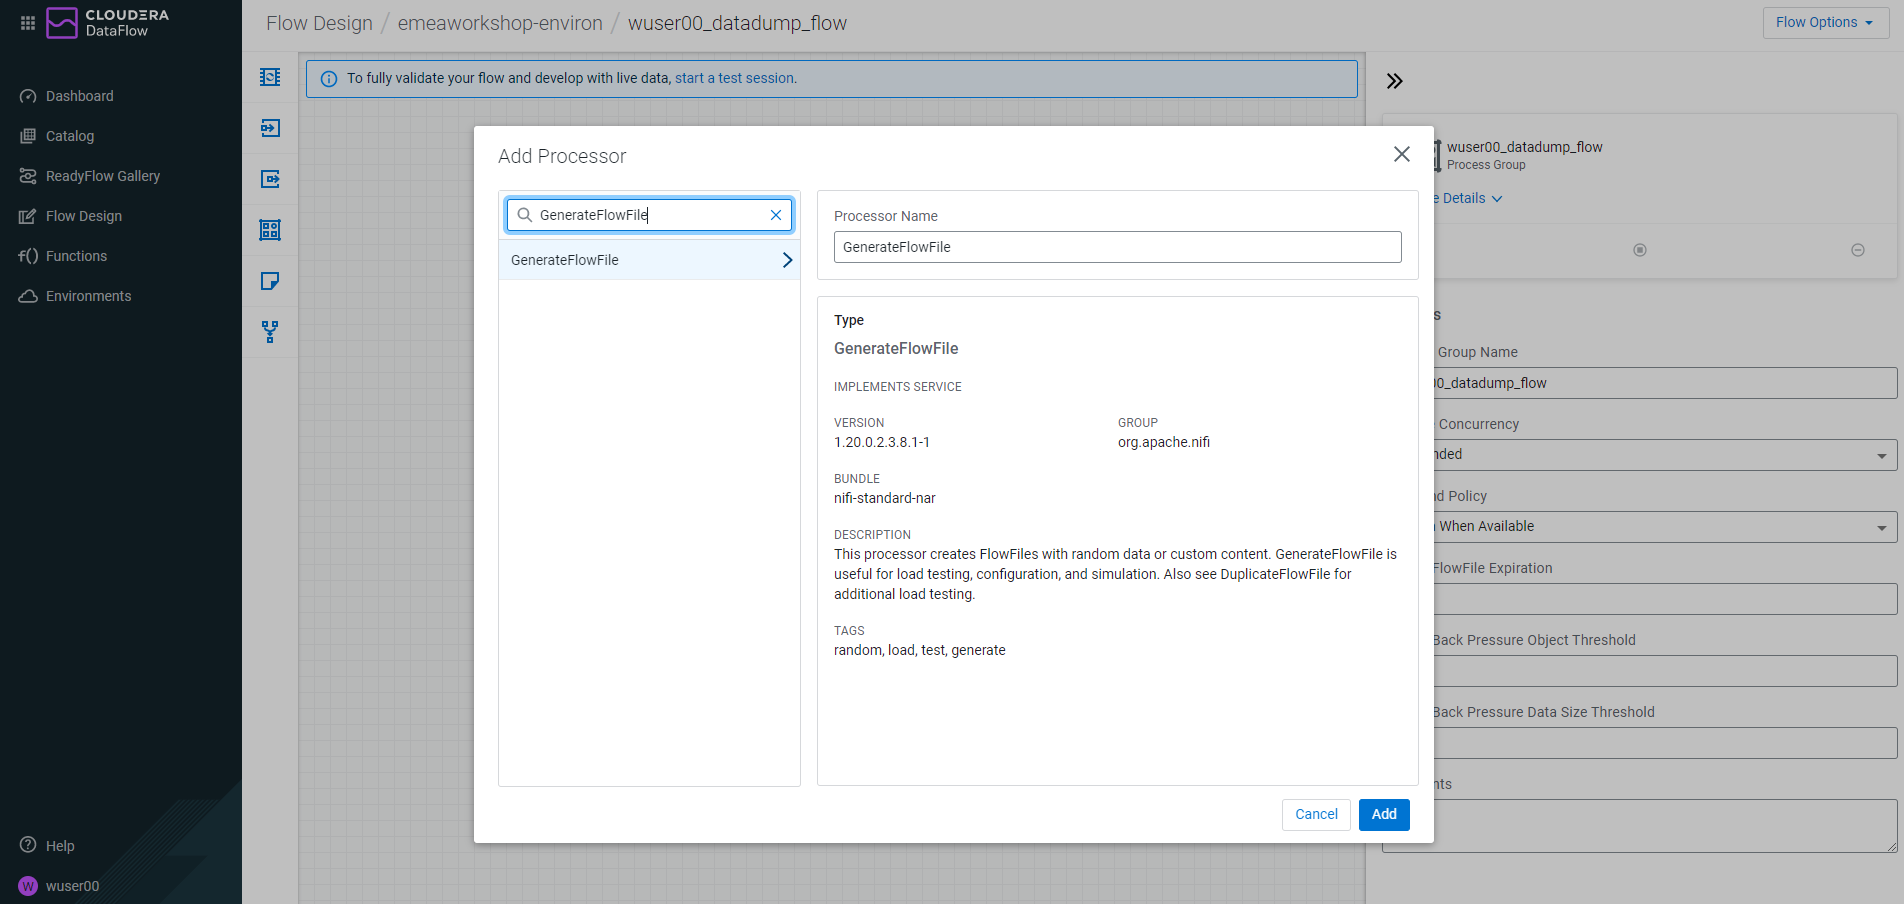 CLOUDERA
DataFlow
Dashboard
Catalog
ReadyFlow Gallery
Flow Design
Functions
Environments
Help
W
wuser00
Flow Design / emeaworkshop-environ / wuser00_datadump_flow
Flow Options
To fully validate your flow and develop with live data, start a test session.
Add Processor
GenerateFlowFile
GenerateFlowFile
Processor Name
GenerateFlowFile
Type
GenerateFlowFile
IMPLEMENTS SERVICE
VERSION
1.20.0.2.3.8.1-1
GROUP
org.apache.nifi
BUNDLE
nifi-standard-nar
DESCRIPTION
This processor creates FlowFiles with random data or custom content. GenerateFlowFile is
useful for load testing, configuration, and simulation. Also see DuplicateFlowFile for
additional load testing.
TAGS
random, load, test, generate
Cancel
Add
wuser00_datadump_flow
Process Group
e Details
s
Group Name
00_datadump_flow
Concurrency
nded
d Policy
When Available
FlowFile Expiration
Back Pressure Object Threshold
Back Pressure Data Size Threshold
nts